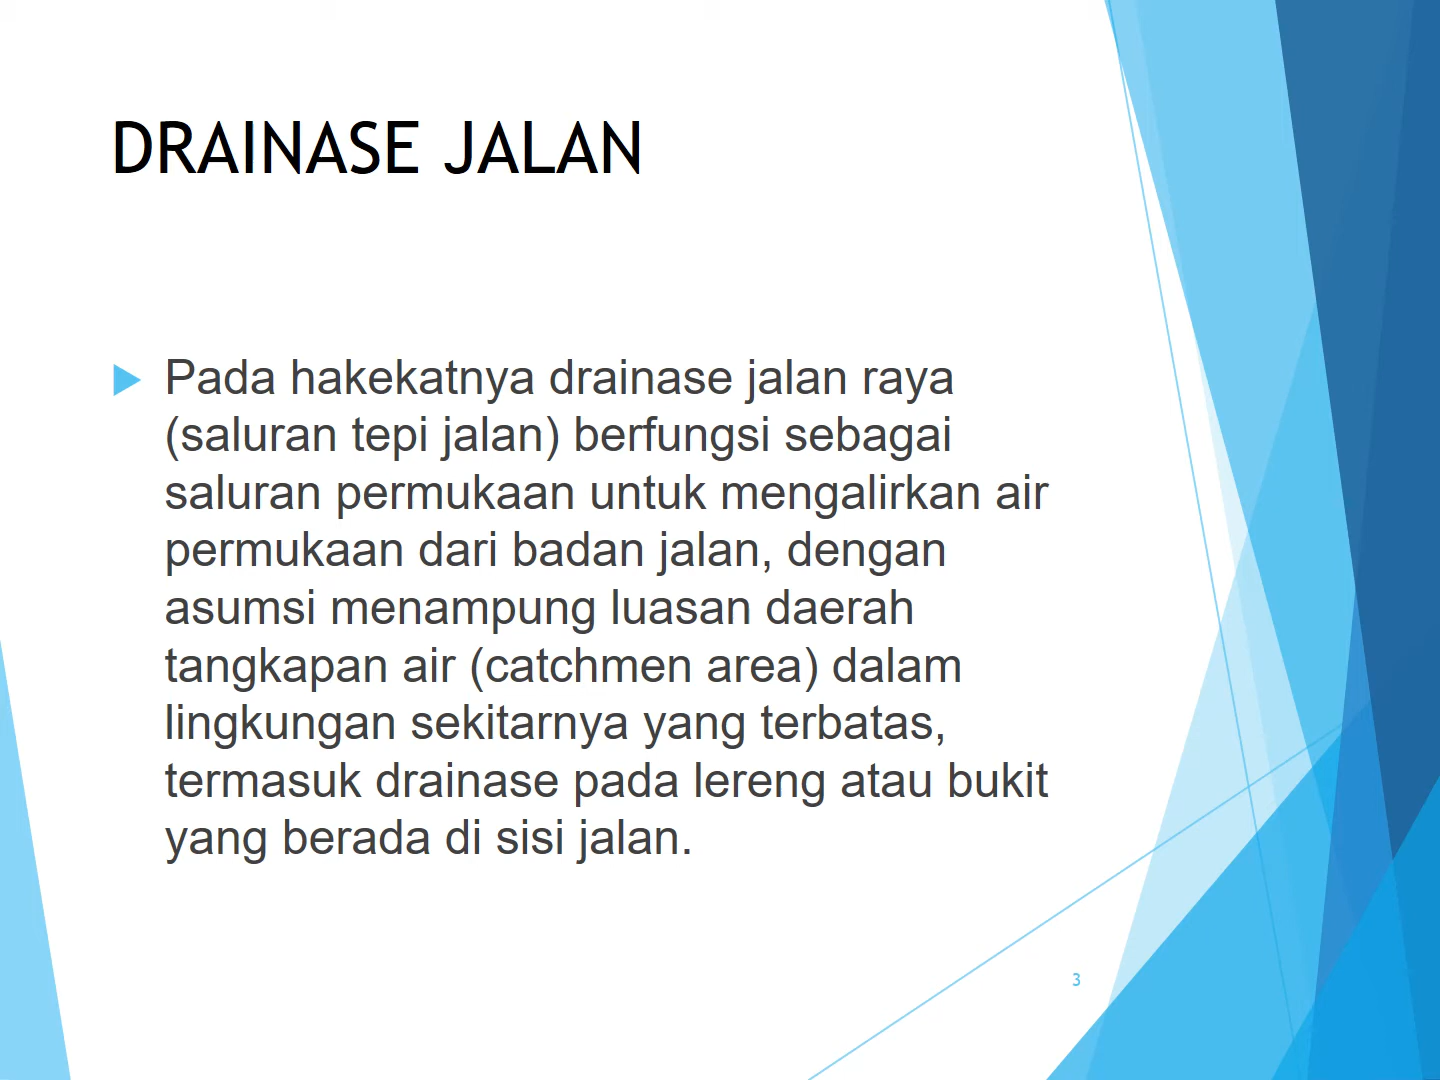 DRAINASE JALAN
Pada hakekatnya drainase jalan raya
(saluran tepi jalan) berfungsi sebagai
saluran permukaan untuk mengalirkan air
permukaan dari badan jalan, dengan
asumsi menampung luasan daerah
tangkapan air (catchmen area) dalam
lingkungan sekitarnya yang terbatas,
termasuk drainase pada lereng atau bukit
yang berada di sisi jalan.
3